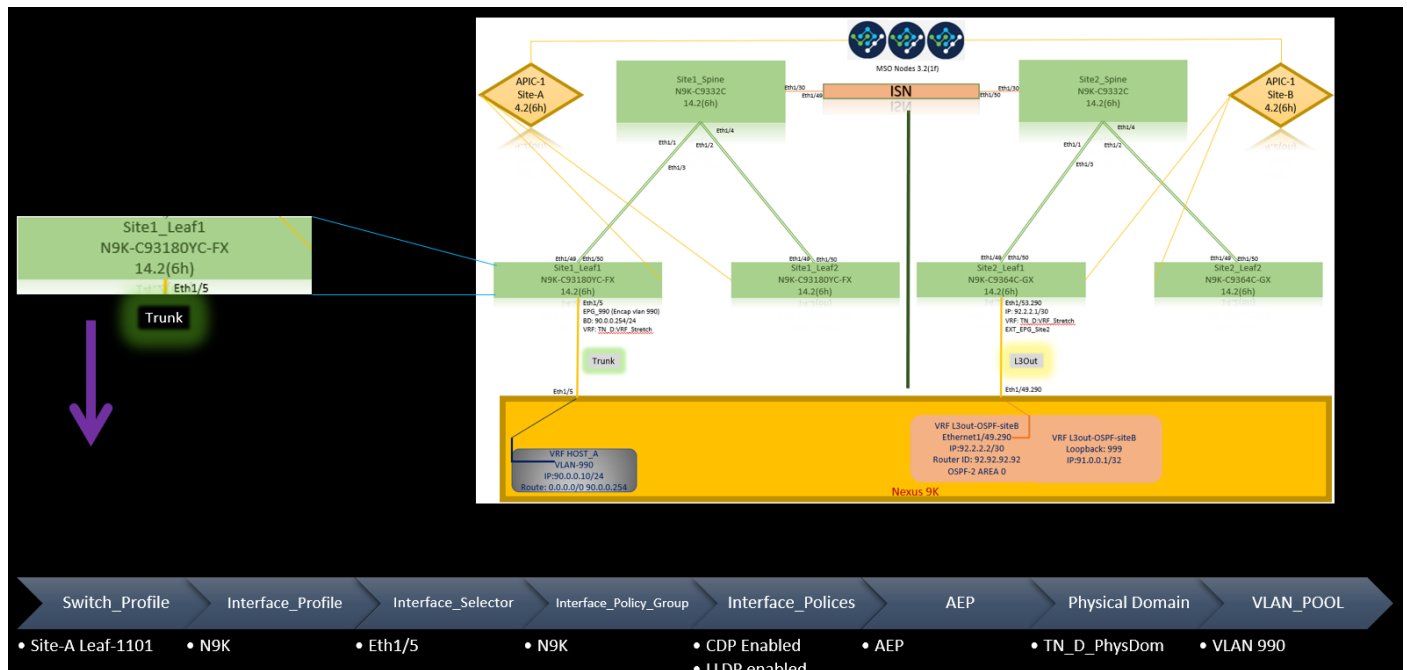 MSO Nodes 3.2(1f)
APIC-1
Site-A
4.2(6h)
Site1_Spine
N9K-C9332C
14.2(6h)
Eth1/30
Eth1/49
ISN
Eth1/30
Eth1/50
Site2_Spine
N9K-C9332C
14.2(6h)
APIC-1
Site-B
4.2(6h)
Eth1/4
Eth1/1
Eth1/2
Eth1/3
Eth1/4
Eth1/1
Eth1/2
Eth1/3
Site1_Leaf1
N9K-C93180YC-FX
14.2(6h)
Eth1/5
Trunk
Eth1/49 Eth1/50
Site1_Leaf1
N9K-C93180YC-FX
14.2(6h)
Eth1/5
EPG_990 (Encap vlan 990)
BD: 90.0.0.254/24
VRF: TN_D:VRF_Stretch
Trunk
Eth1/5
Eth1/49 Eth1/50
Site1_Leaf2
N9K-C93180YC-FX
14.2(6h)
Eth1/49 Eth1/50
Site2_Leaf1
N9K-C9364C-GX
14.2(6h)
Eth1/53.290
IP: 92.2.2.1/30
VRF: TN_D:VRF_Stretch
EXT_EPG_Site2
L3Out
Eth1/49.290
Eth1/49 Eth1/50
Site2_Leaf2
N9K-C9364C-GX
14.2(6h)
VRF HOST_A
VLAN-990
IP:90.0.0.10/24
Route: 0.0.0.0/0 90.0.0.254
VRF L3out-OSPF-siteB
Ethernet1/49.290
IP:92.2.2.2/30
Router ID: 92.92.92.92
OSPF-2 AREA 0
VRF L3out-OSPF-siteB
Loopback: 999
IP:91.0.0.1/32
Nexus 9K
Switch_Profile
Interface_Profile
Interface_Selector
Interface_Policy_Group
Interface_Polices
AEP
Physical Domain
VLAN_POOL
• Site-A Leaf-1101
• N9K
• Eth1/5
• N9K
• CDP Enabled
• LLDP enabled
• AEP
• TN_D_PhysDom
• VLAN 990